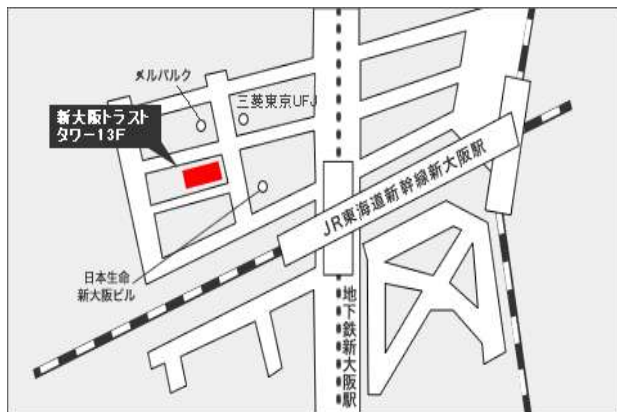 メルパルク
三菱東京UFJ
新大阪トラスト
タワー13F
JR東海道新幹線新大阪駅
日本生命
新大阪ビル
地下鉄新大阪駅